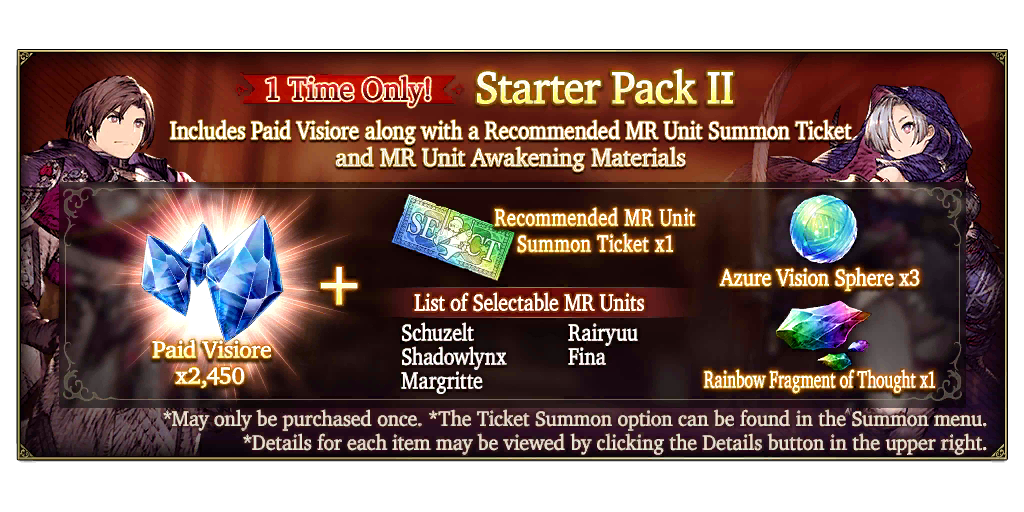 1 Time Only! Starter Pack II
Includes Paid Visiore along with a Recommended MR Unit Summon Ticket
and MR Unit Awakening Materials
Paid Visiore
x2,450
+
SELECT
Recommended MR Unit
Summon Ticket x1
List of Selectable MR Units
Schuzelt
Rairyuu
Shadowlynx
Fina
Margritte
Azure Vision Sphere x3
Rainbow Fragment of Thought x1
*May only be purchased once. *The Ticket Summon option can be found in the Summon menu.
*Details for each item may be viewed by clicking the Details button in the upper right.